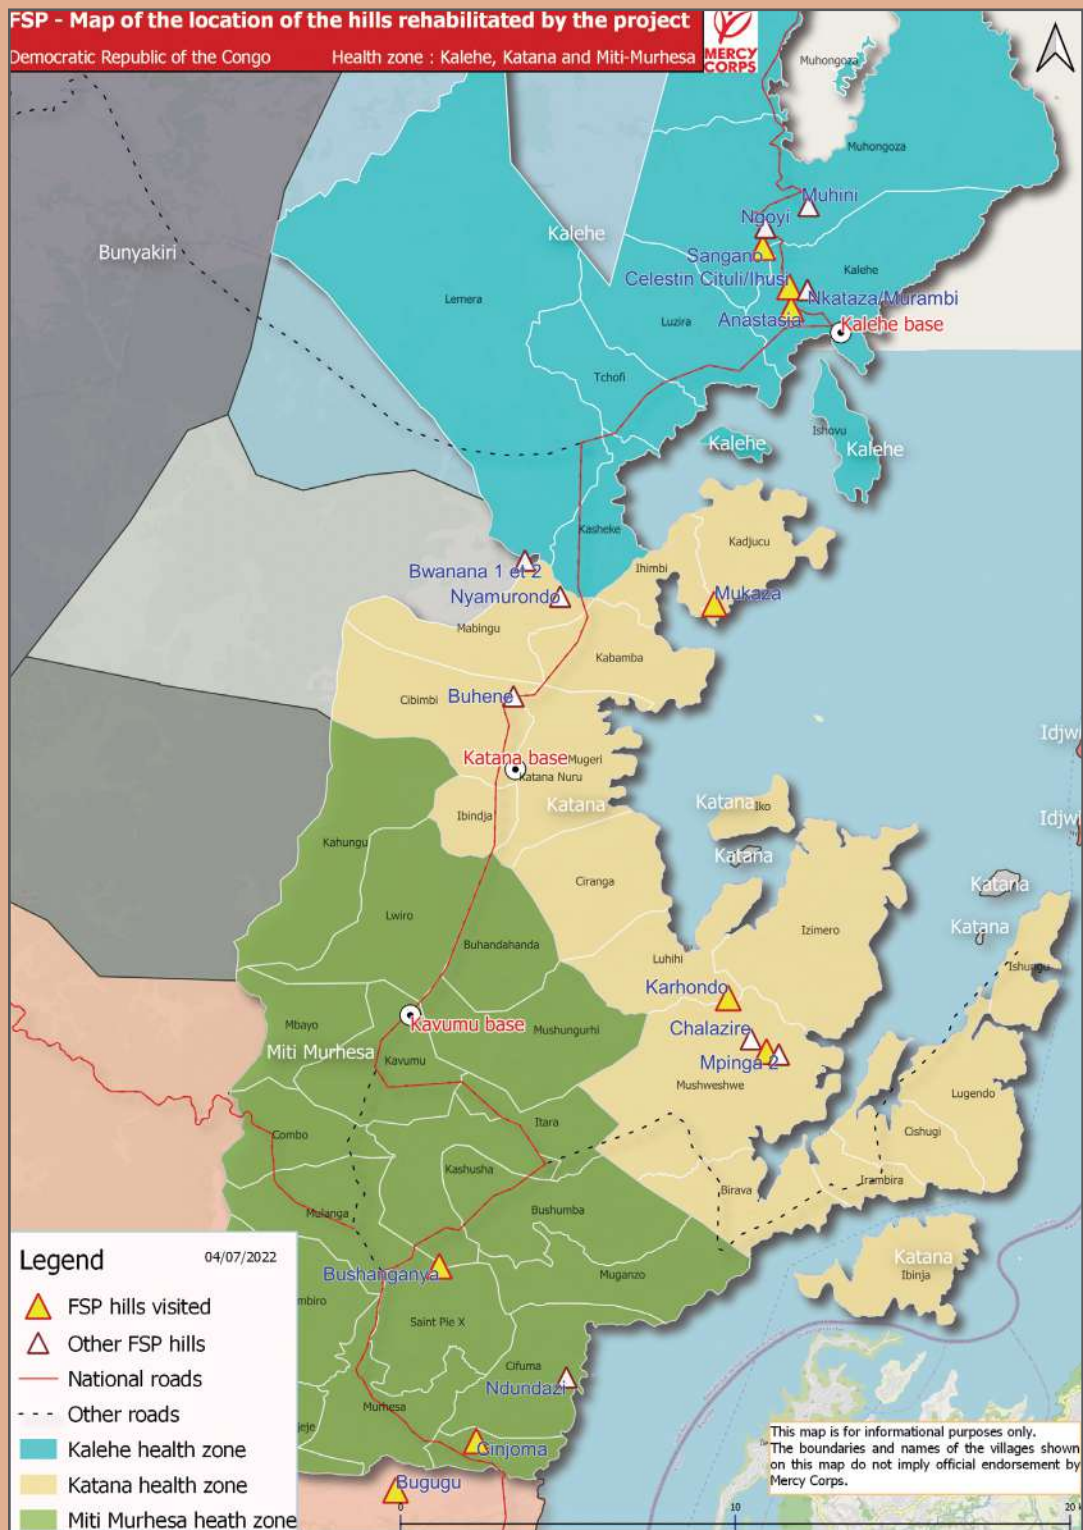 FSP - Map of the location of the hills rehabilitated by the project
Democratic Republic of the Congo
Health zone : Kalehe, Katana and Miti-Murhesa
MERCY
CORPS
Muhongoza
Muhongoza
Muhini
Ngoyi
Bunyakiri
Kalehe
Sangano
Kalehe
Celestin Cituli/Ihusi
Nkataza/Murambi
Lemera
Luzira
Anastasia
Kalehe base
Tchofi
Ishovu
Kalehe
Kalehe
Kasheke
Kadjucu
Ihimbi
Bwanana 1 et 2
Nyamurondo
Mukaza
Mabingu
Kabamba
Buhene
Cibimbi
Idjwi
Katana base
Mugeri
Katana Nuru
Katana
Katana
Iko
Ibindja
Idjwi
Kahungu
Katana
Ciranga
Katana
Lwiro
Katana
Izimero
Buhandahanda
Luhihi
Ishungu
Karhondo
Mbayo
Kavumu base
Mushungurhi
Chalazire
Miti Murhesa
Kavumu
Mpinga 2
Mushweshwe
Lugendo
Itara
Combo
Cishugi
Kashusha
Irambira
Birava
Mulanga
Bushumba
Katana
Ibinja
Bushanganya
Muganzo
mbiro
Saint Pie X
Cifuma
Ndundazi
Murhesa
jeje
Cinjoma
Bugugu
Legend
04/07/2022
FSP hills visited
Other FSP hills
National roads
Other roads
Kalehe health zone
Katana health zone
Miti Murhesa heath zone
This map is for informational purposes only.
The boundaries and names of the villages shown
on this map do not imply official endorsement by
Mercy Corps.
0
10
20 k